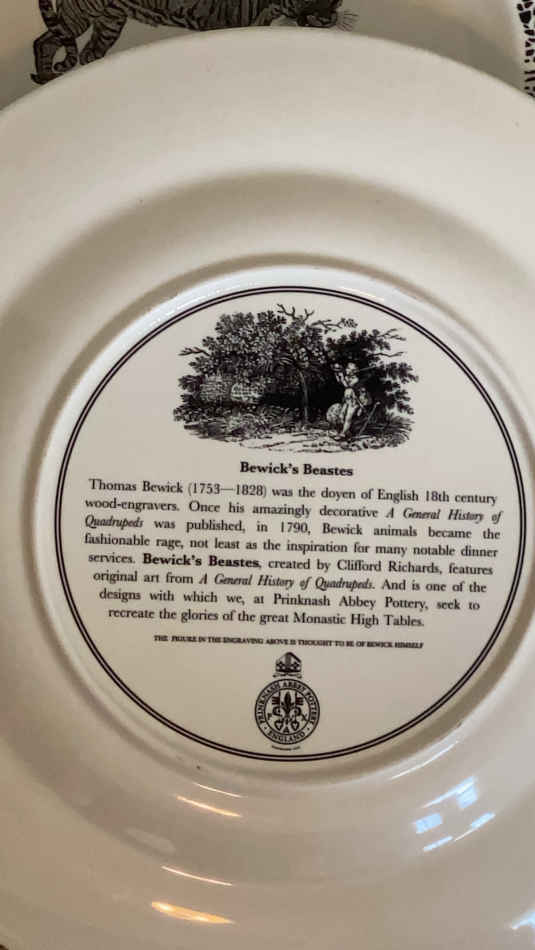 Bewick's Beastes
Thomas Bewick (1753—1828) was the doyen of English 18th century
wood-engravers. Once his amazingly decorative A General History of
Quadrupeds was published, in 1790, Bewick animals became the
fashionable rage, not least as the inspiration for many notable dinner
services. Bewick's Beastes, created by Clifford Richards, features
original art from A General History of Quadrupeds. And is one of the
designs with which we, at Prinknash Abbey Pottery, seek to
recreate the glories of the great Monastic High Tables.
THE FIGURE IN THE ENGRAVING ABOVE IS THOUGHT TO BE OF BEWICK HIMSELF
PRINKNASH ABBEY POTTERY
ENGLAND